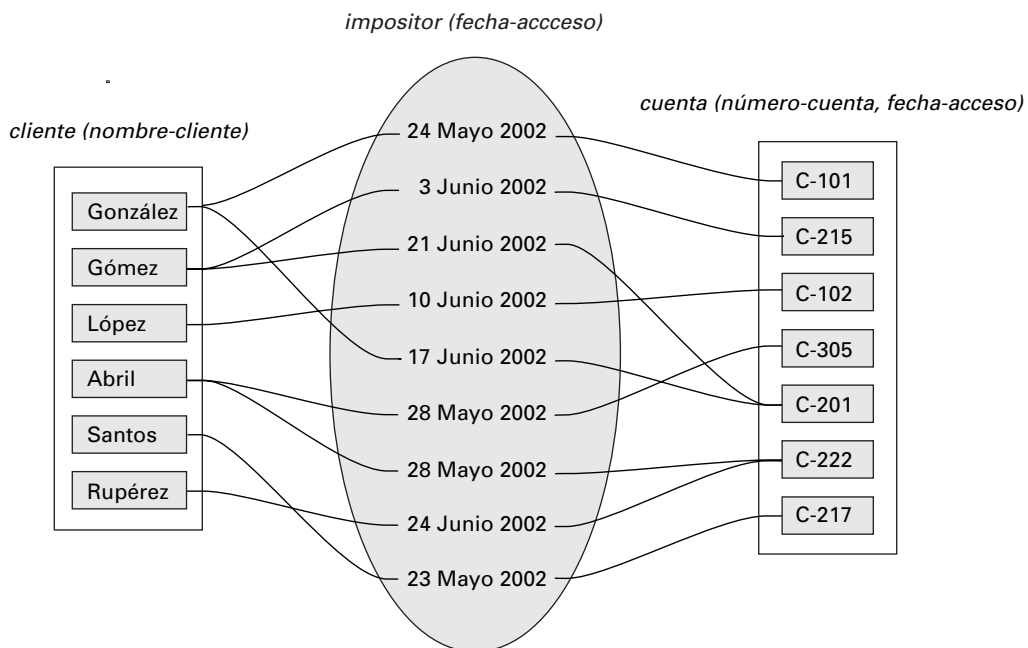 impositor (fecha-accceso)
cuenta (número-cuenta, fecha-acceso)
cliente (nombre-cliente)
González
Gómez
López
Abril
Santos
Rupérez
24 Mayo 2002
3 Junio 2002
21 Junio 2002
10 Junio 2002
17 Junio 2002
28 Mayo 2002
28 Mayo 2002
24 Junio 2002
23 Mayo 2002
C-101
C-215
C-102
C-305
C-201
C-222
C-217